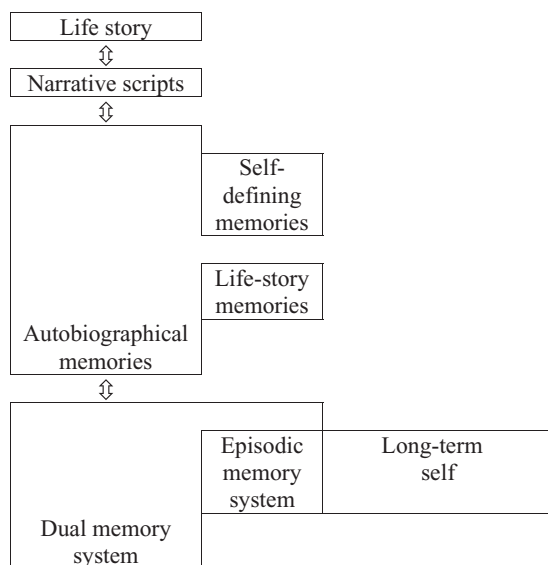 Life story
Narrative scripts
Self-
defining
memories
Life-story
memories
Autobiographical
memories
Episodic
memory
system
Long-term
self
Dual memory
system